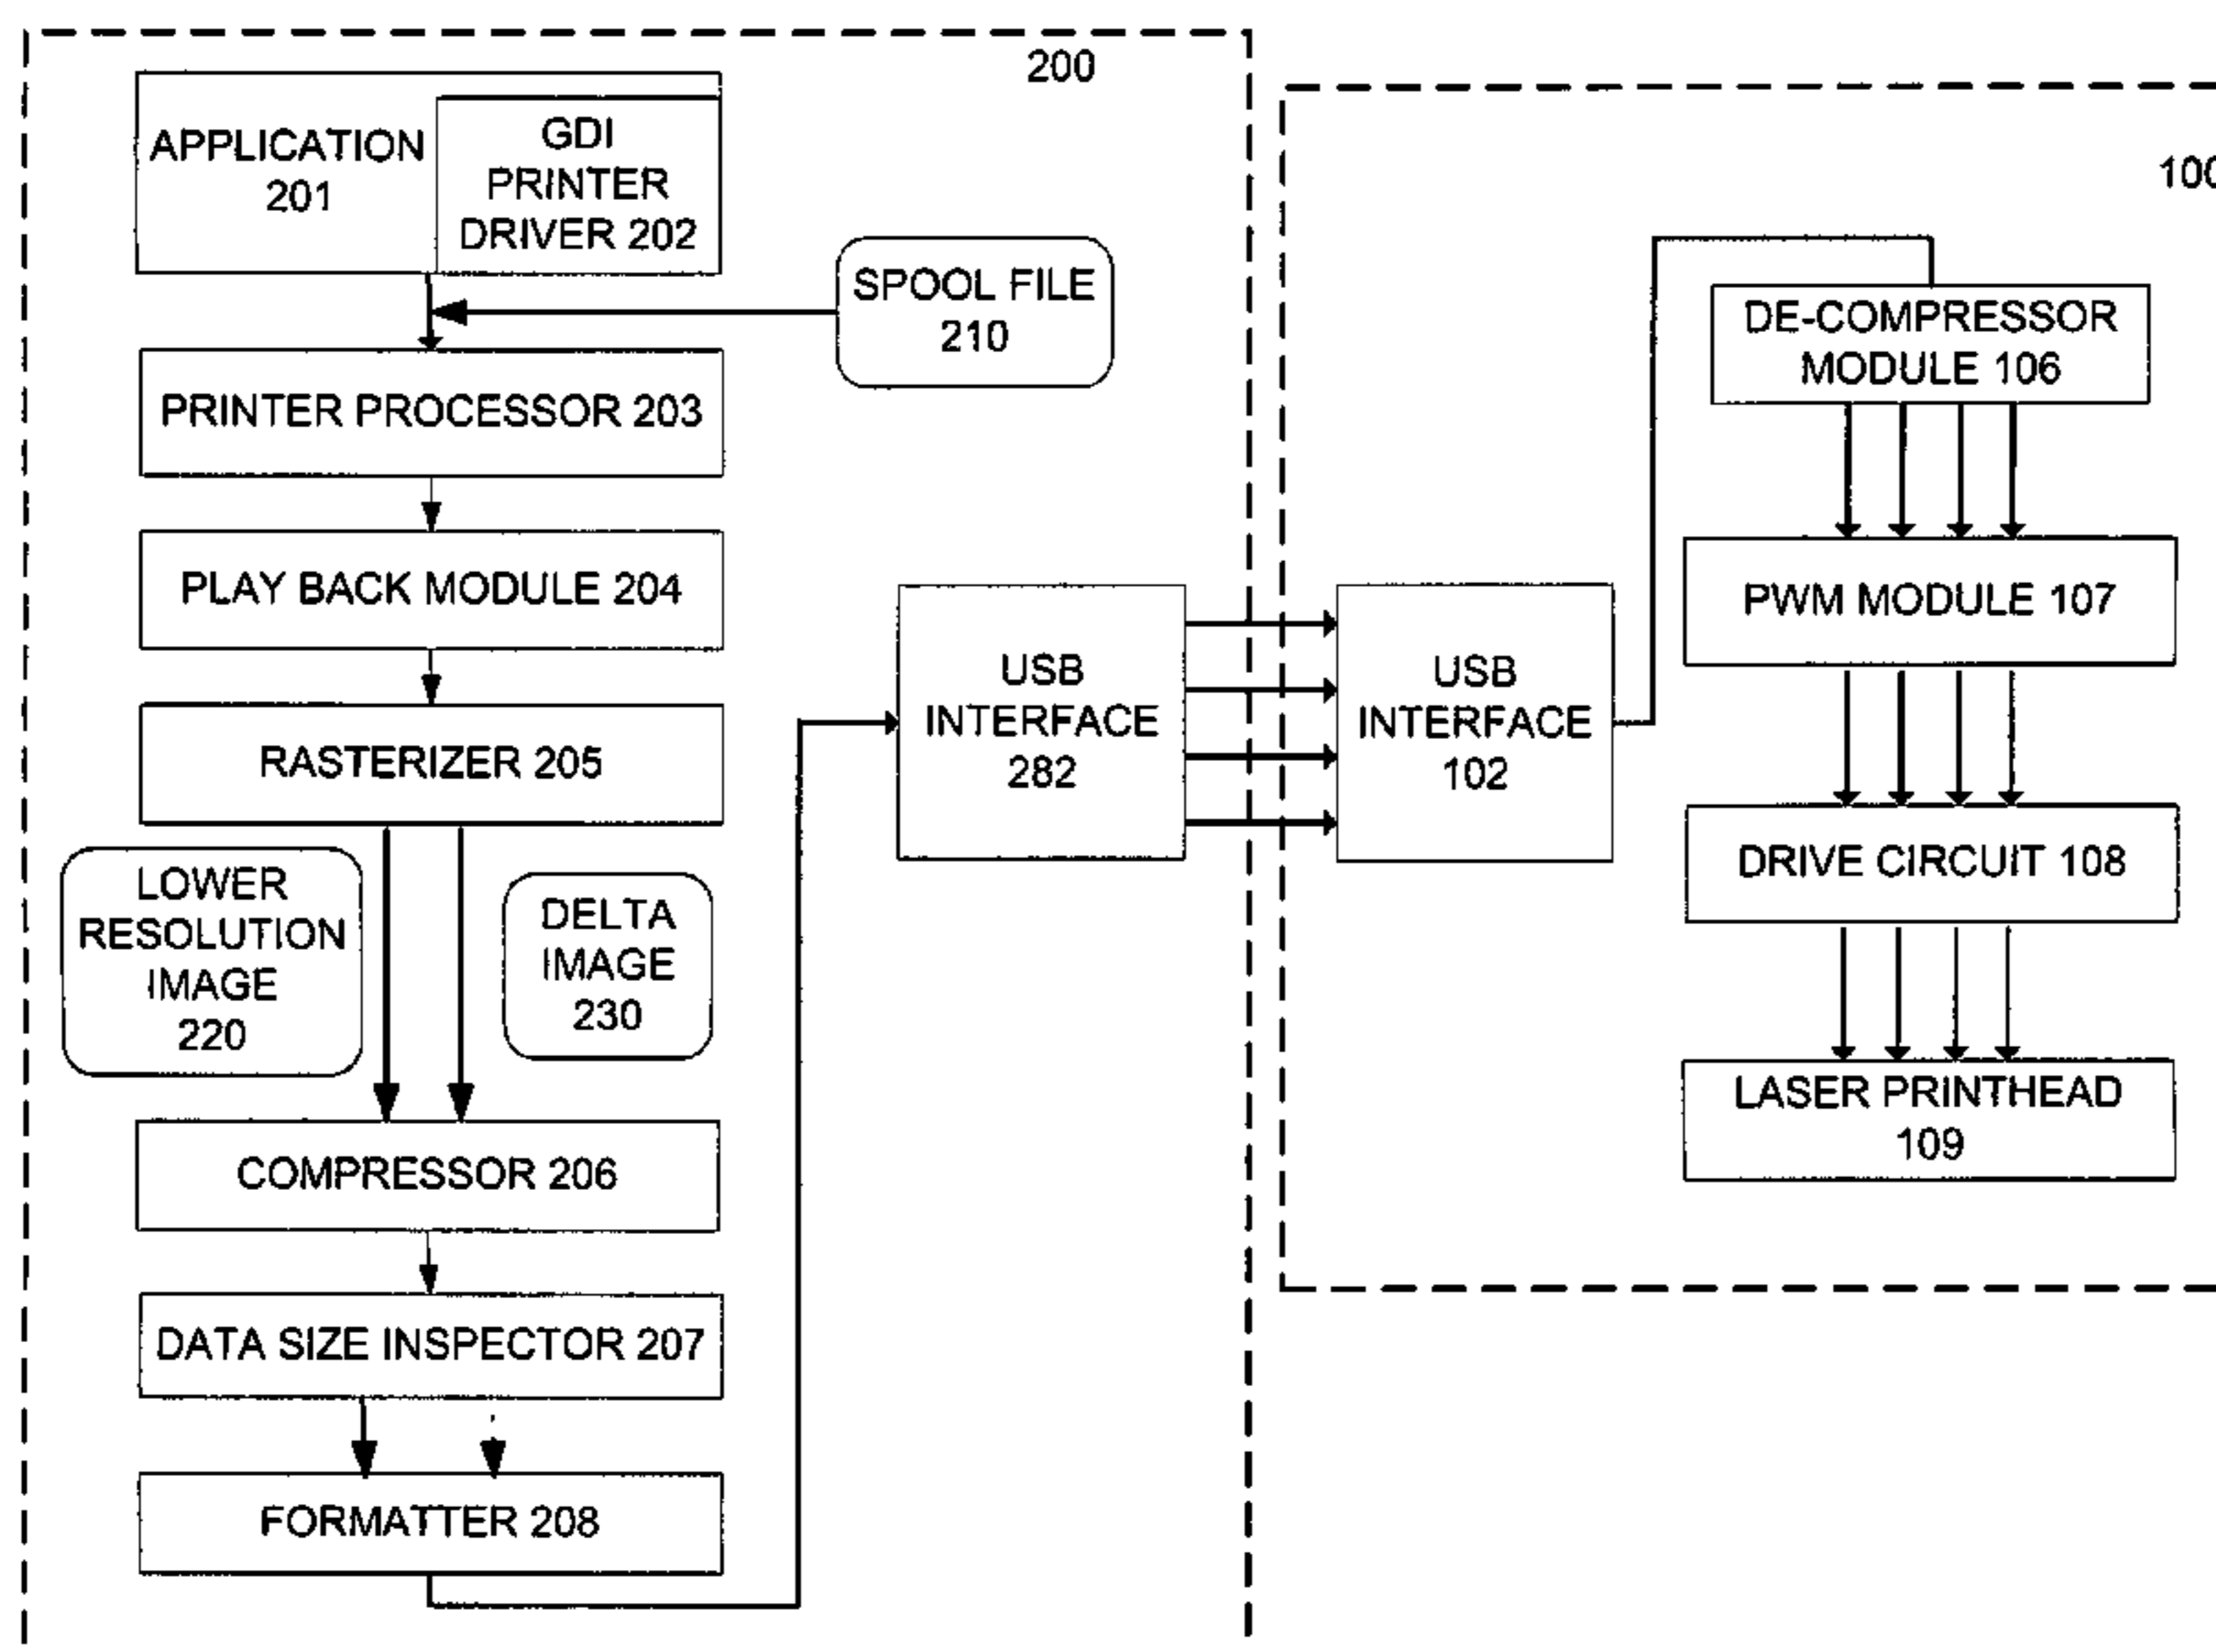 200
APPLICATION
201
GDI
PRINTER
DRIVER 202
SPOOL FILE
210
PRINTER PROCESSOR 203
PLAY BACK MODULE 204
RASTERIZER 205
LOWER
RESOLUTION
IMAGE
220
DELTA
IMAGE
230
COMPRESSOR 206
DATA SIZE INSPECTOR 207
FORMATTER 208
USB
INTERFACE
282
100
USB
INTERFACE
102
DE-COMPRESSOR
MODULE 106
PWM MODULE 107
DRIVE CIRCUIT 108
LASER PRINTHEAD
109